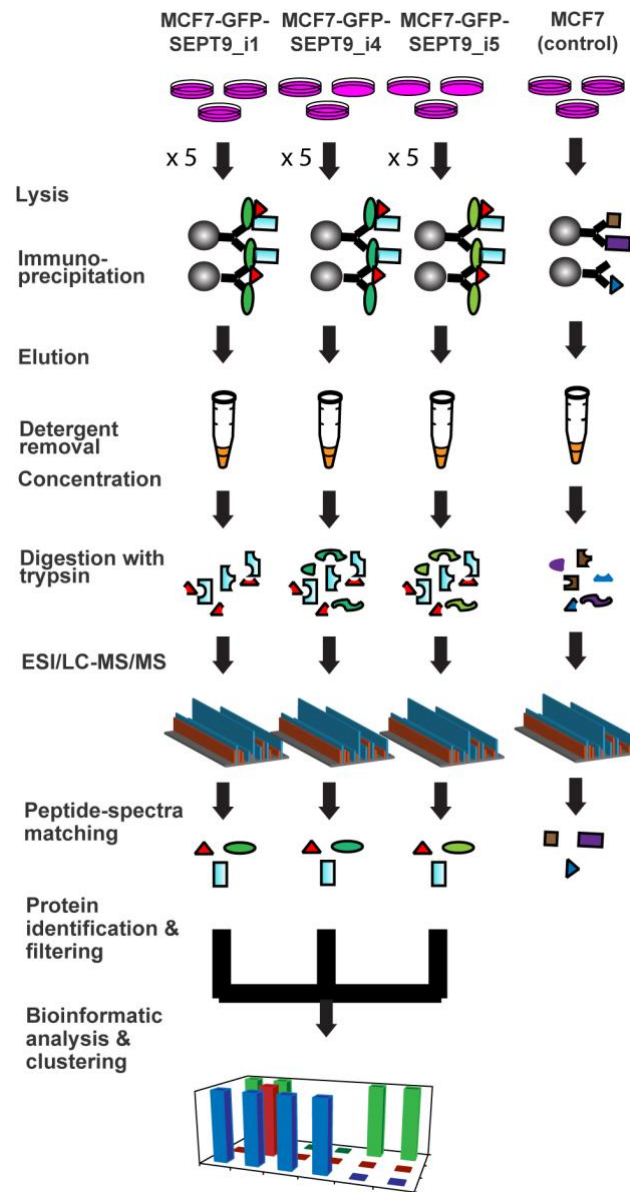 MCF7-GFP-
SEPT9_i1
MCF7-GFP-
SEPT9_i4
MCF7-GFP-
SEPT9_i5
MCF7
(control)
x 5
x 5
x 5
Lysis
Immuno-
precipitation
Elution
Detergent
removal
Concentration
Digestion with
trypsin
ESI/LC-MS/MS
Peptide-spectra
matching
Protein
identification &
filtering
Bioinformatic
analysis &
clustering